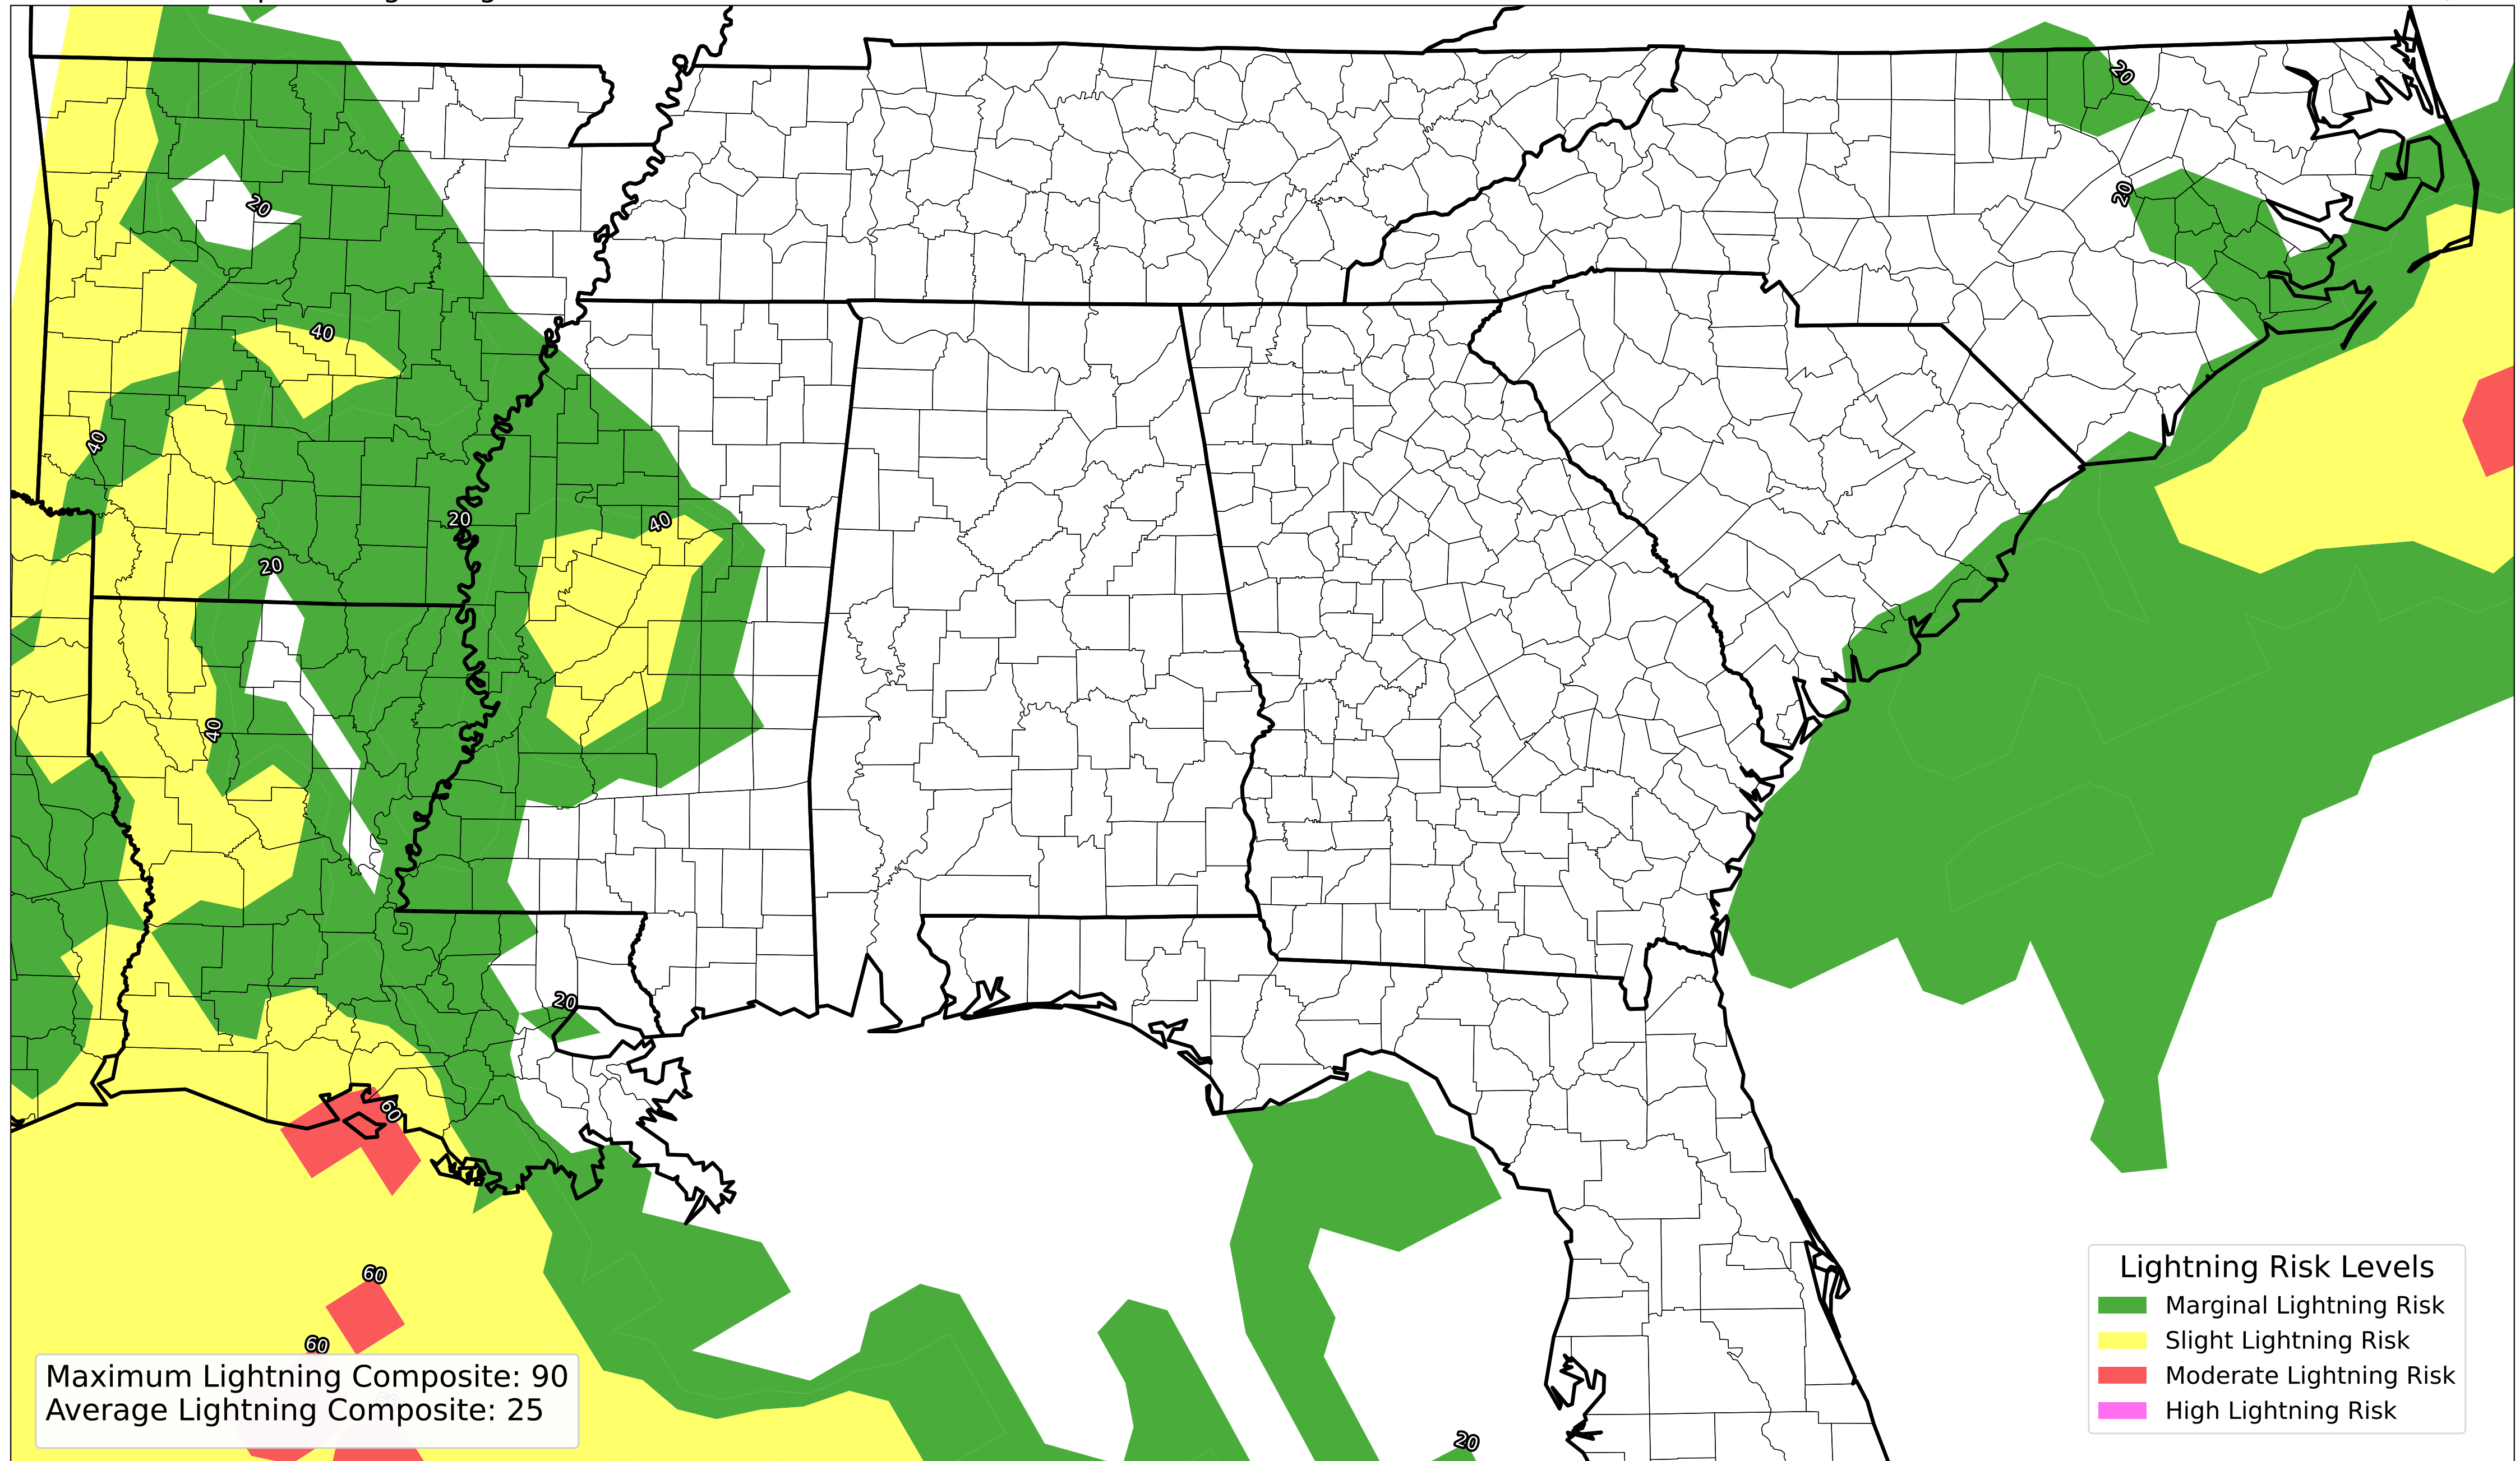 20
20
20
40
40
20
40
20
40
20
60
60
60
20
Lightning Risk Levels
Marginal Lightning Risk
Slight Lightning Risk
Moderate Lightning Risk
High Lightning Risk
Maximum Lightning Composite: 90
Average Lightning Composite: 25